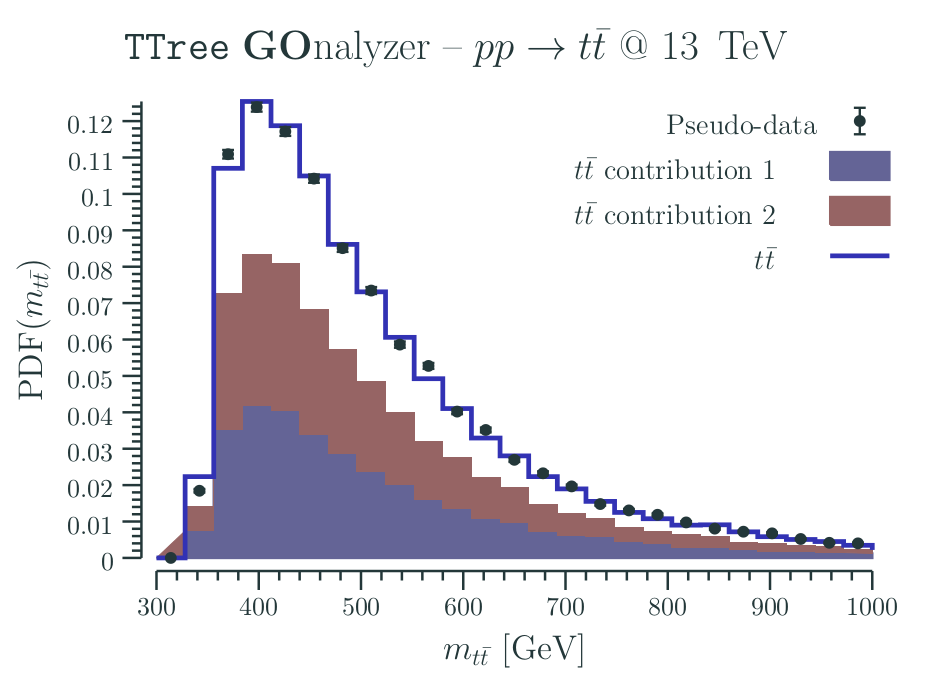 TTree GOnalyzer – pp → tt̄ @ 13 TeV
Pseudo-data
tt̄ contribution 1
tt̄ contribution 2
tt̄
PDF(m_tt̄)
0.12
0.11
0.1
0.09
0.08
0.07
0.06
0.05
0.04
0.03
0.02
0.01
0
300 400 500 600 700 800 900 1000
m_tt̄ [GeV]